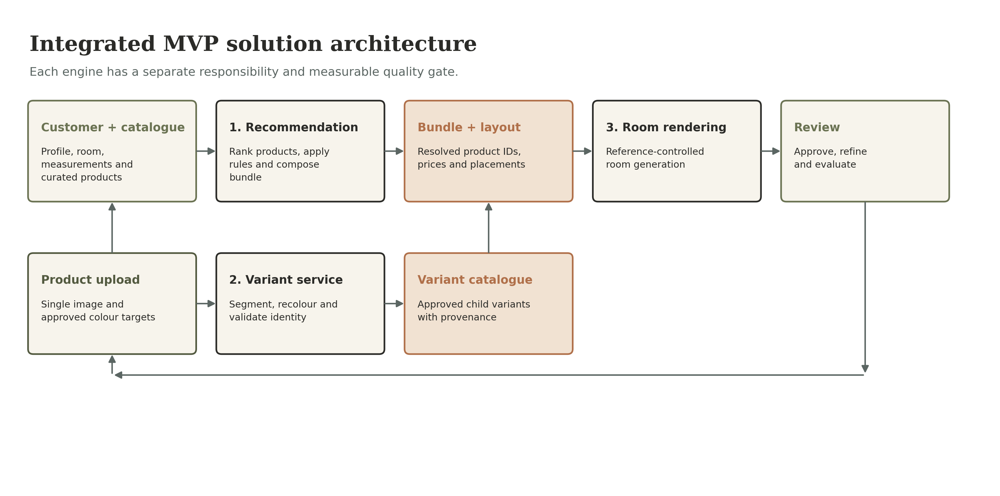 Integrated MVP solution architecture
Each engine has a separate responsibility and measurable quality gate.
Customer + catalogue
Profile, room,
measurements and
curated products
1. Recommendation
Rank products, apply
rules and compose
bundle
Bundle + layout
Resolved product IDs,
prices and placements
3. Room rendering
Reference-controlled
room generation
Review
Approve, refine
and evaluate
Product upload
Single image and
approved colour targets
2. Variant service
Segment, recolour and
validate identity
Variant catalogue
Approved child variants
with provenance